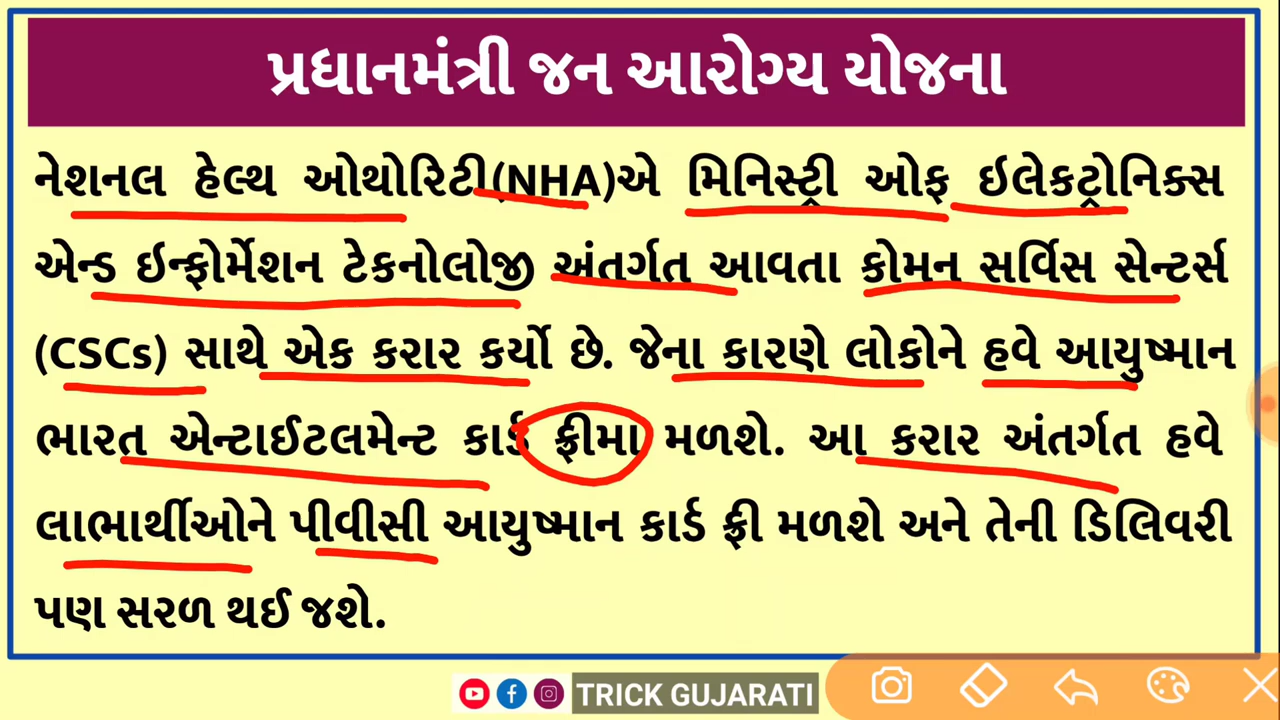 પ્રધાનમંત્રી જન આરોગ્ય યોજના
નેશનલ હેલ્થ ઓથોરિટી(NHA)એ મિનિસ્ટ્રી ઓફ ઇલેકટ્રોનિક્સ
એન્ડ ઇન્ફોર્મેશન ટેકનોલોજી અંતર્ગત આવતા કોમન સર્વિસ સેન્ટર્સ
(CSCs) સાથે એક કરાર કર્યો છે. જેના કારણે લોકોને હવે આયુષ્માન
ભારત એન્ટાઈટલમેન્ટ કાર્ડ ફ્રીમા મળશે. આ કરાર અંતર્ગત હવે
લાભાર્થીઓને પીવીસી આયુષ્માન કાર્ડ ફ્રી મળશે અને તેની ડિલિવરી
પણ સરળ થઈ જશે.
TRICK GUJARATI